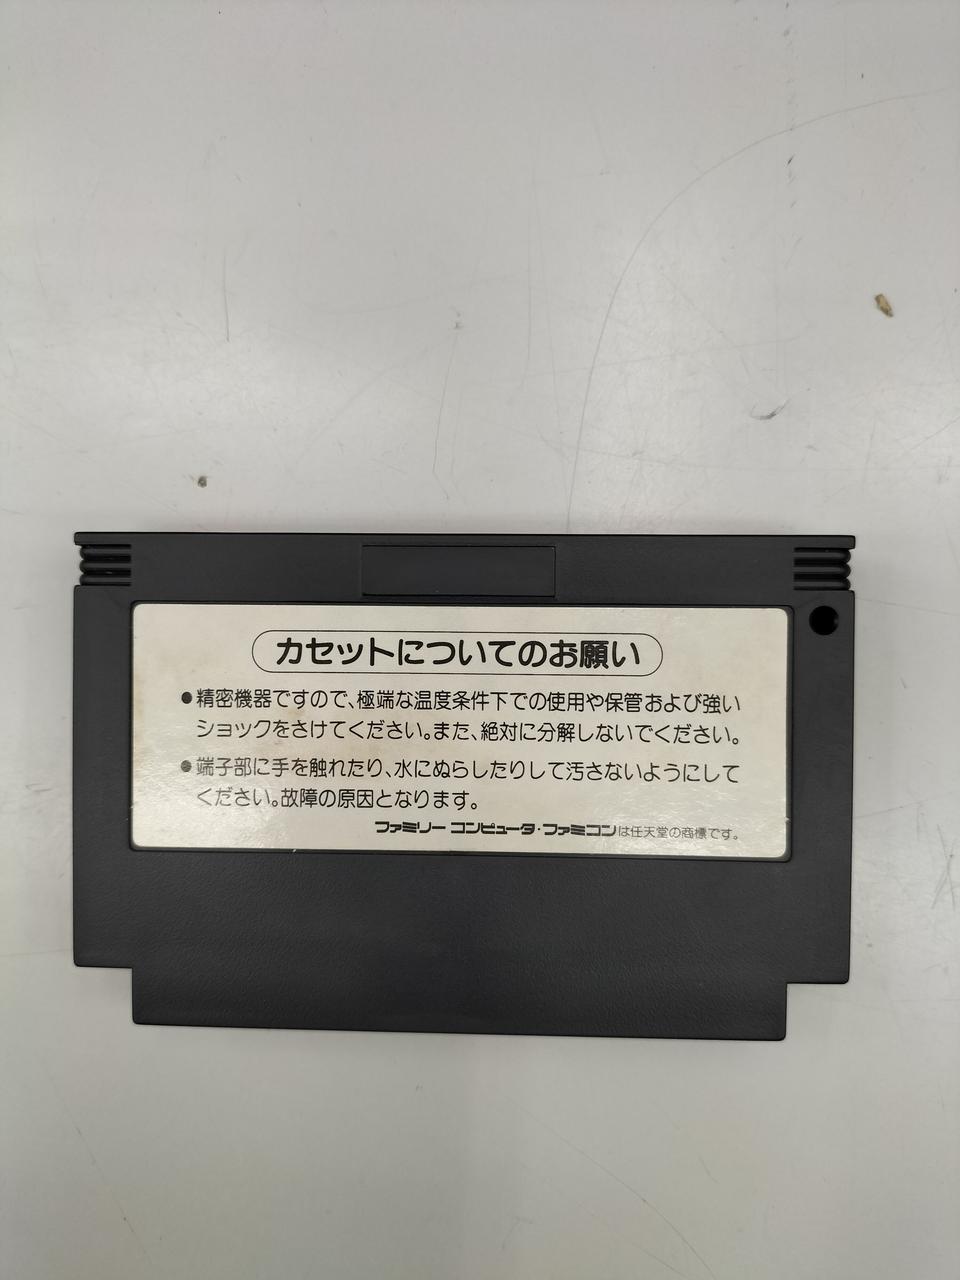 カセットについてのお願い
●精密機器ですので、極端な温度条件下での使用や保管および強い
ショックをさけてください。また、絶対に分解しないでください。
●端子部に手を触れたり、水にぬらしたりして汚さないようにして
ください。故障の原因となります。
ファミリーコンピュータ・ファミコンは任天堂の商標です。